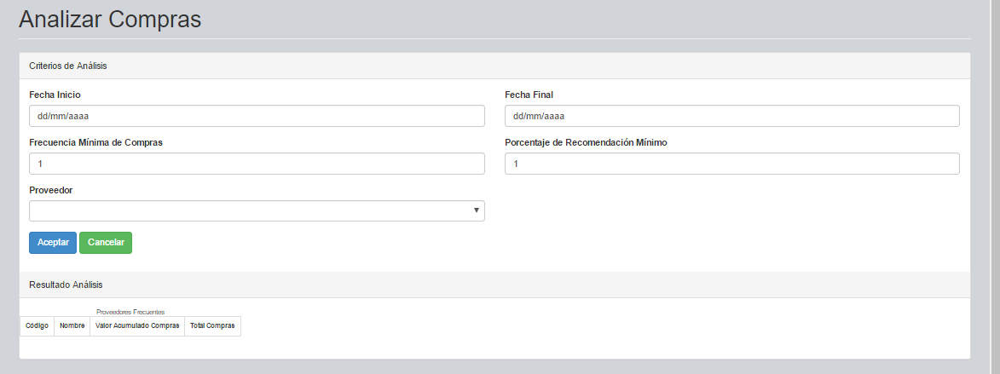 Analizar Compras
Criterios de Análisis
Fecha Inicio
Fecha Final
dd/mm/aaaa
dd/mm/aaaa
Frecuencia Mínima de Compras
Porcentaje de Recomendación Mínimo
1
1
Proveedor
Aceptar Cancelar
Resultado Análisis
Proveedores Frecuentes
Código Nombre Valor Acumulado Compras Total Compras